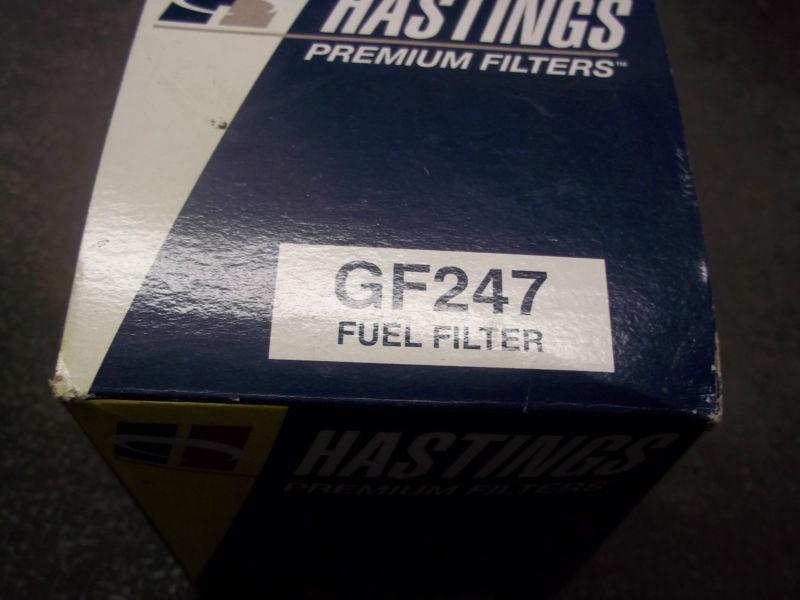 HASTINGS
PREMIUM FILTERS™
GF247
FUEL FILTER
HASTINGS
PREMIUM FILTERS